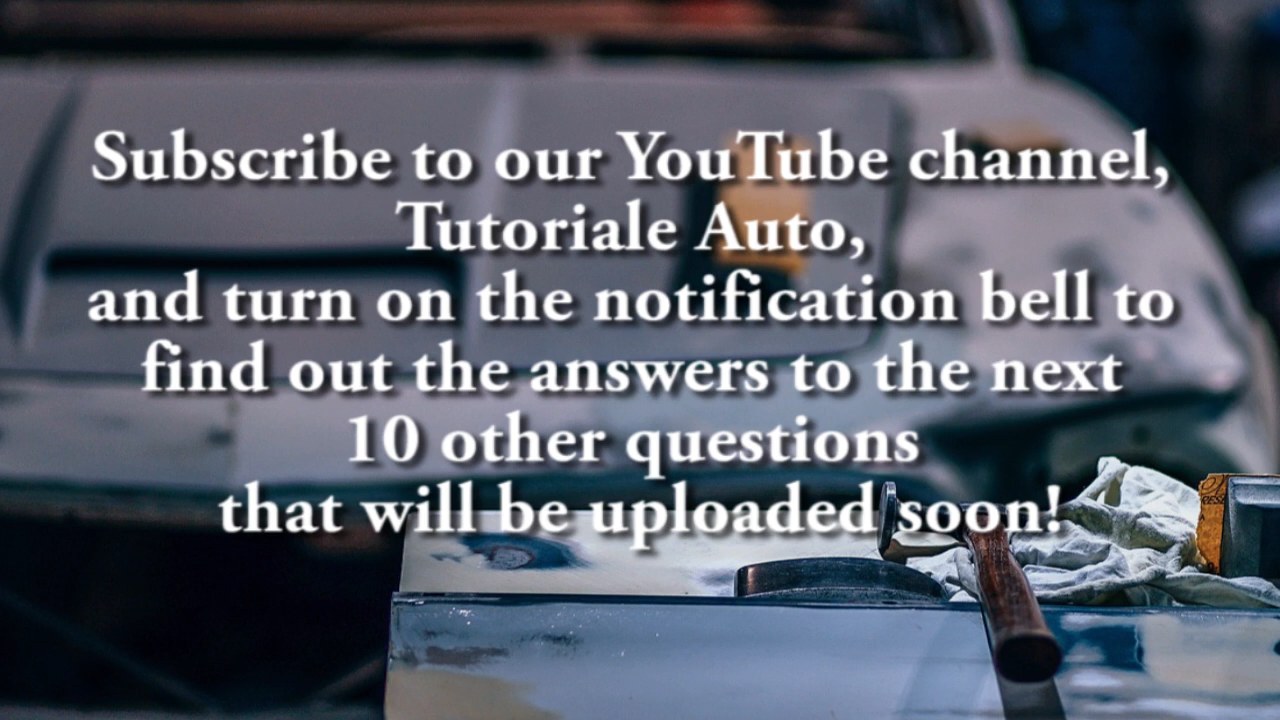 Subscribe to our YouTube channel,
Tutoriale Auto,
and turn on the notification bell to
find out the answers to the next
10 other questions
that will be uploaded soon!